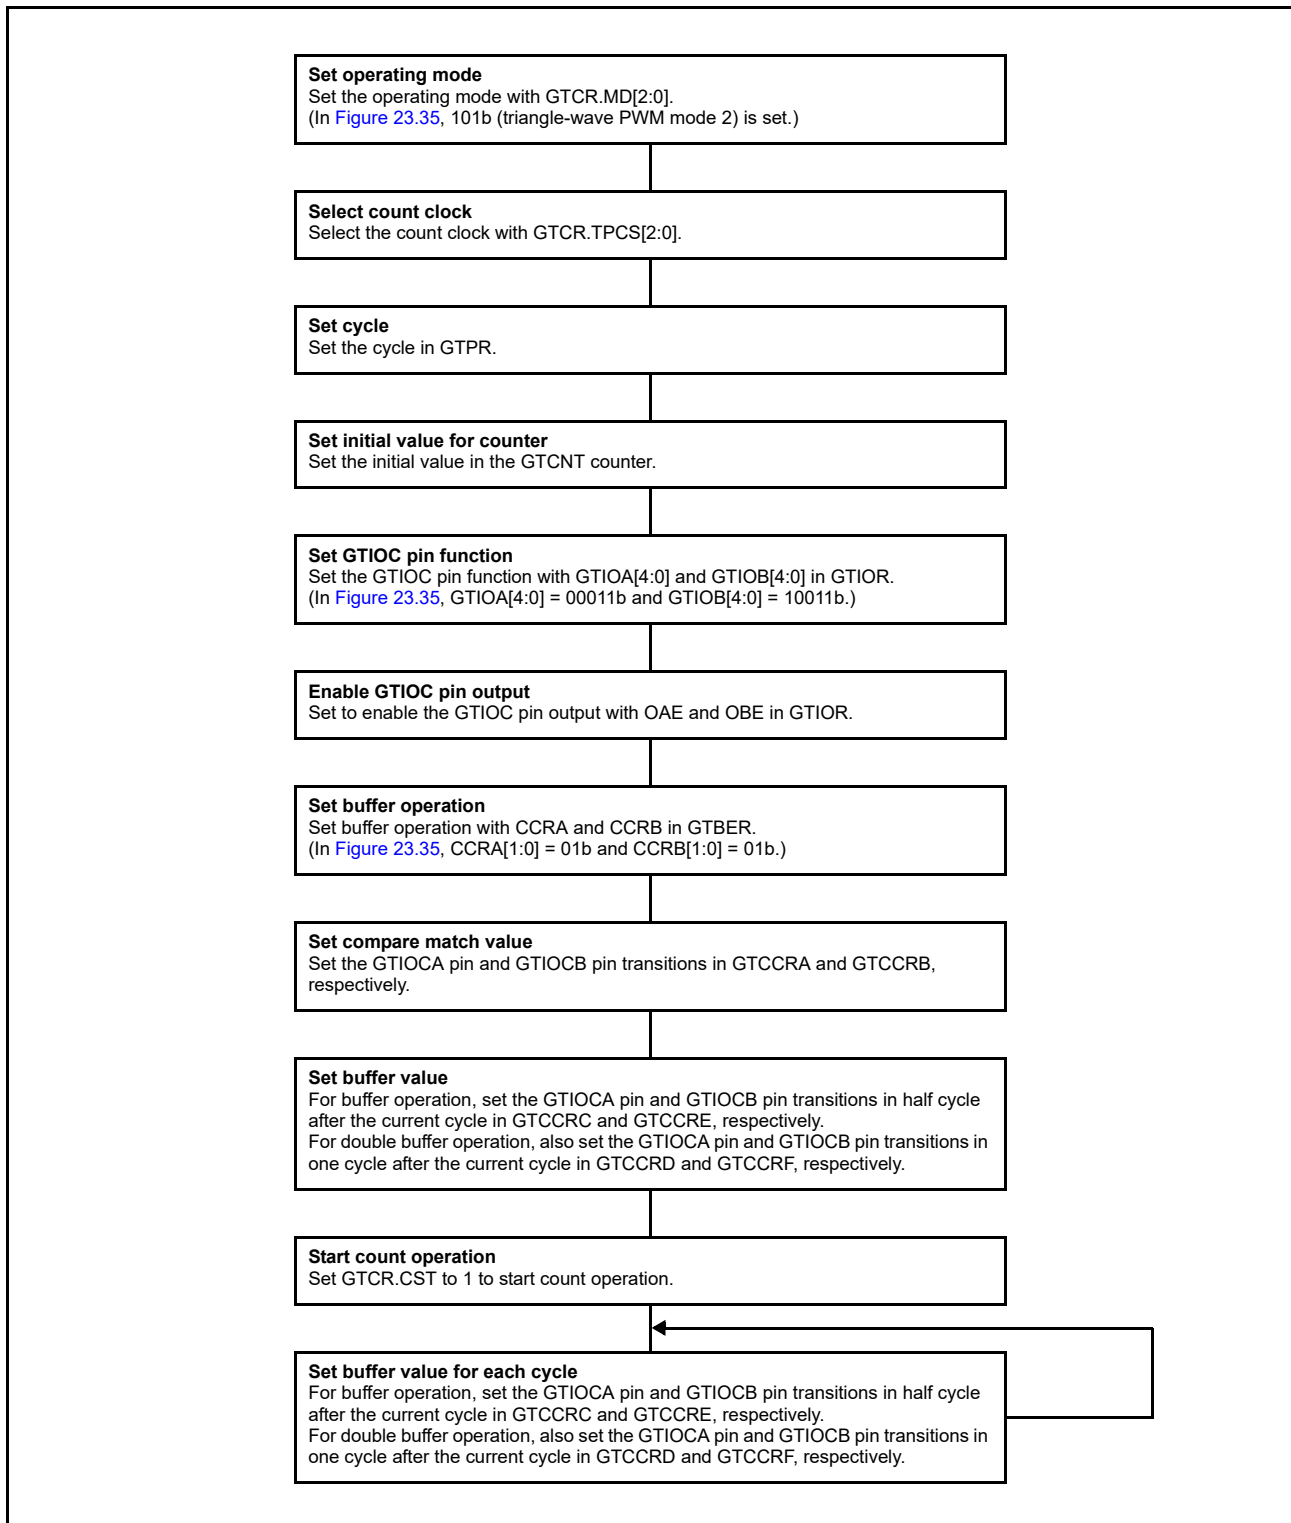 Set operating mode
Set the operating mode with GTCR.MD[2:0].
(In Figure 23.35, 101b (triangle-wave PWM mode 2) is set.)
Select count clock
Select the count clock with GTCR.TPCS[2:0].
Set cycle
Set the cycle in GTPR.
Set initial value for counter
Set the initial value in the GTCNT counter.
Set GTIOC pin function
Set the GTIOC pin function with GTIOA[4:0] and GTIOB[4:0] in GTIOR.
(In Figure 23.35, GTIOA[4:0] = 00011b and GTIOB[4:0] = 10011b.)
Enable GTIOC pin output
Set to enable the GTIOC pin output with OAE and OBE in GTIOR.
Set buffer operation
Set buffer operation with CCRA and CCRB in GTBER.
(In Figure 23.35, CCRA[1:0] = 01b and CCRB[1:0] = 01b.)
Set compare match value
Set the GTIOCA pin and GTIOCB pin transitions in GTCCRA and GTCCRB,
respectively.
Set buffer value
For buffer operation, set the GTIOCA pin and GTIOCB pin transitions in half cycle
after the current cycle in GTCCRC and GTCCRE, respectively.
For double buffer operation, also set the GTIOCA pin and GTIOCB pin transitions in
one cycle after the current cycle in GTCCRD and GTCCRF, respectively.
Start count operation
Set GTCR.CST to 1 to start count operation.
Set buffer value for each cycle
For buffer operation, set the GTIOCA pin and GTIOCB pin transitions in half cycle
after the current cycle in GTCCRC and GTCCRE, respectively.
For double buffer operation, also set the GTIOCA pin and GTIOCB pin transitions in
one cycle after the current cycle in GTCCRD and GTCCRF, respectively.